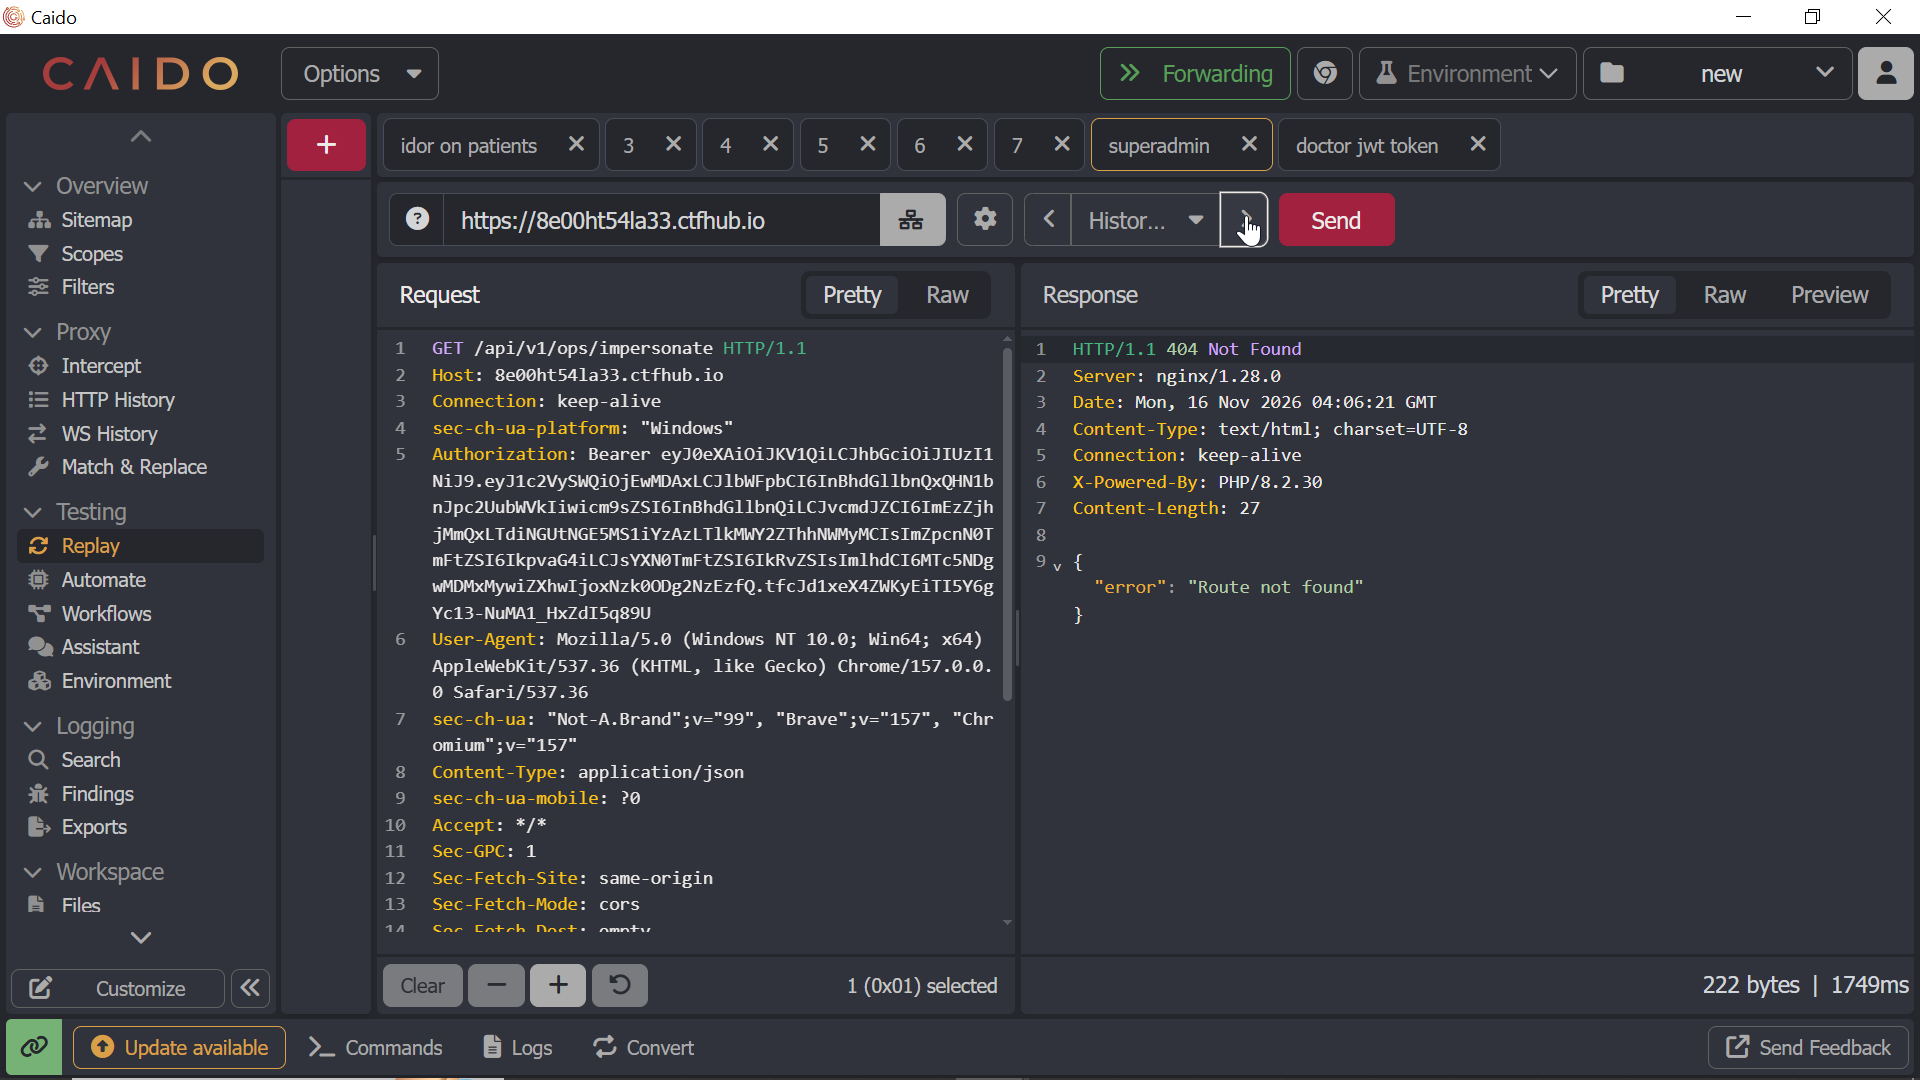 Caido
CAIDO
Options
Forwarding
Environment
new
+
idor on patients
3
4
5
6
7
superadmin
doctor jwt token
https://8e00ht54la33.ctfhub.io
Histor...
Send
Overview
Sitemap
Scopes
Filters
Proxy
Intercept
HTTP History
WS History
Match & Replace
Testing
Replay
Automate
Workflows
Assistant
Environment
Logging
Search
Findings
Exports
Workspace
Files
Customize
Request
Pretty
Raw
1 GET /api/v1/ops/impersonate HTTP/1.1
2 Host: 8e00ht54la33.ctfhub.io
3 Connection: keep-alive
4 sec-ch-ua-platform: "Windows"
5 Authorization: Bearer eyJ0eXAiOiJKV1QiLCJhbGciOiJIUzI1
NiJ9.eyJ1c2VySWQiOjEwMDAxLCJlbWFpbCI6InBhdGllbnQxQHN1b
nJpc2UubWVkIiwicm9sZSI6InBhdGllbnQiLCJvcmdJZCI6ImEzZjh
jMmQxLTdiNGUtNGE5MS1iYzAzLTlkMWY2ZThhNWMyMCIsImZpcnN0T
mFtZSI6IkpvaG4iLCJsYXN0TmFtZSI6IkRvZSIsImlhdCI6MTc5NDg
wMDMxMywiZXhwIjoxNzk0ODg2NzEzfQ.tfcJd1xeX4ZWKyEiTI5Y6g
Yc13-NuMA1_HxZdI5q89U
6 User-Agent: Mozilla/5.0 (Windows NT 10.0; Win64; x64)
AppleWebKit/537.36 (KHTML, like Gecko) Chrome/157.0.0.
0 Safari/537.36
7 sec-ch-ua: "Not-A.Brand";v="99", "Brave";v="157", "Chr
omium";v="157"
8 Content-Type: application/json
9 sec-ch-ua-mobile: ?0
10 Accept: */*
11 Sec-GPC: 1
12 Sec-Fetch-Site: same-origin
13 Sec-Fetch-Mode: cors
14 Sec-Fetch-Dest: empty
Clear
1 (0x01) selected
Response
Pretty
Raw
Preview
1 HTTP/1.1 404 Not Found
2 Server: nginx/1.28.0
3 Date: Mon, 16 Nov 2026 04:06:21 GMT
4 Content-Type: text/html; charset=UTF-8
5 Connection: keep-alive
6 X-Powered-By: PHP/8.2.30
7 Content-Length: 27
8
9 {
"error": "Route not found"
}
222 bytes | 1749ms
Update available
Commands
Logs
Convert
Send Feedback